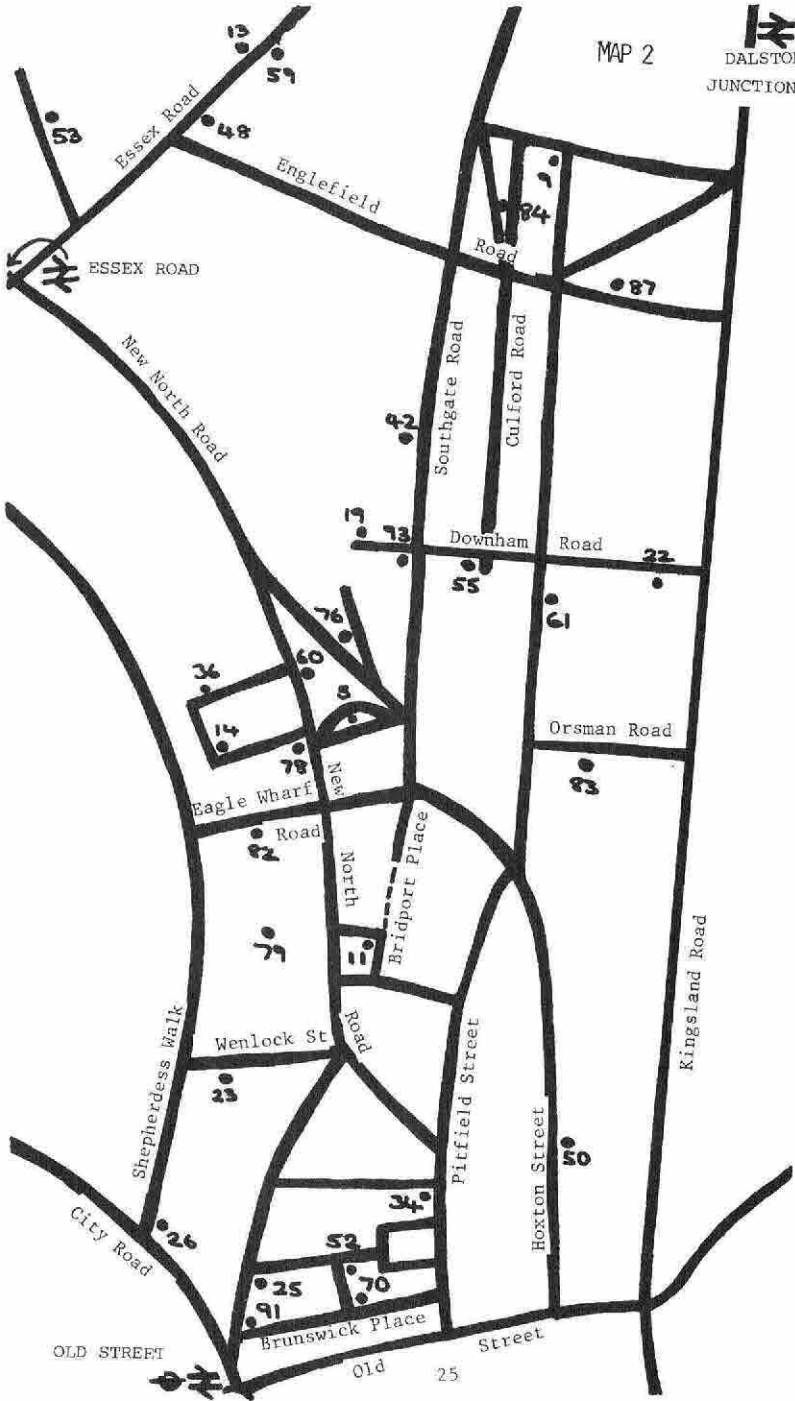 MAP 2
DALSTON
JUNCTION
13
59
53
48
Essex Road
Englefield
Road
9
84
87
ESSEX ROAD
New North Road
Southgate Road
Culford Road
42
19
93
Downham Road
55
22
61
76
60
36
8
14
78
Orsman Road
83
New
North
Road
Eagle Wharf
Road
82
Bridport Place
79
11
Kingsland Road
Shepherdess Walk
Wenlock St
23
Pitfield Street
Hoxton Street
50
34
City Road
26
52
25
70
91
Brunswick Place
OLD STREET
Old Street
25